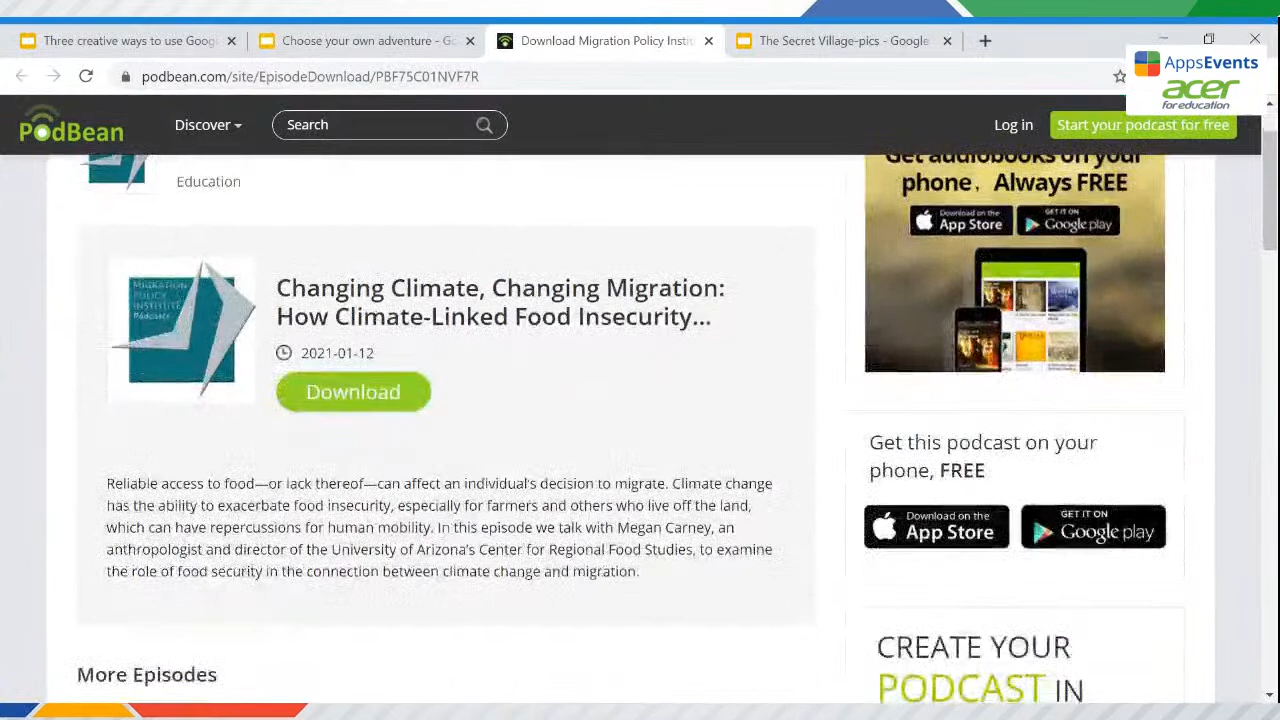 Three creative ways to use Goog
Choose your own adventure - Go
Download Migration Policy Instit
The Secret Village-pics - Google
podbean.com/site/EpisodeDownload/PBF75C01NVF7R
AppsEvents
acer
for education
PodBean
Discover
Search
Log in
Start your podcast for free
Education
Get audiobooks on your
phone, Always FREE
Download on the
App Store
GET IT ON
Google play
MIGRATION
POLICY
INSTITUTE
Podcasts
Changing Climate, Changing Migration:
How Climate-Linked Food Insecurity...
2021-01-12
Download
Reliable access to food—or lack thereof—can affect an individual's decision to migrate. Climate change
has the ability to exacerbate food insecurity, especially for farmers and others who live off the land,
which can have repercussions for human mobility. In this episode we talk with Megan Carney, an
anthropologist and director of the University of Arizona's Center for Regional Food Studies, to examine
the role of food security in the connection between climate change and migration.
Get this podcast on your
phone, FREE
Download on the
App Store
GET IT ON
Google play
More Episodes
CREATE YOUR
PODCAST IN